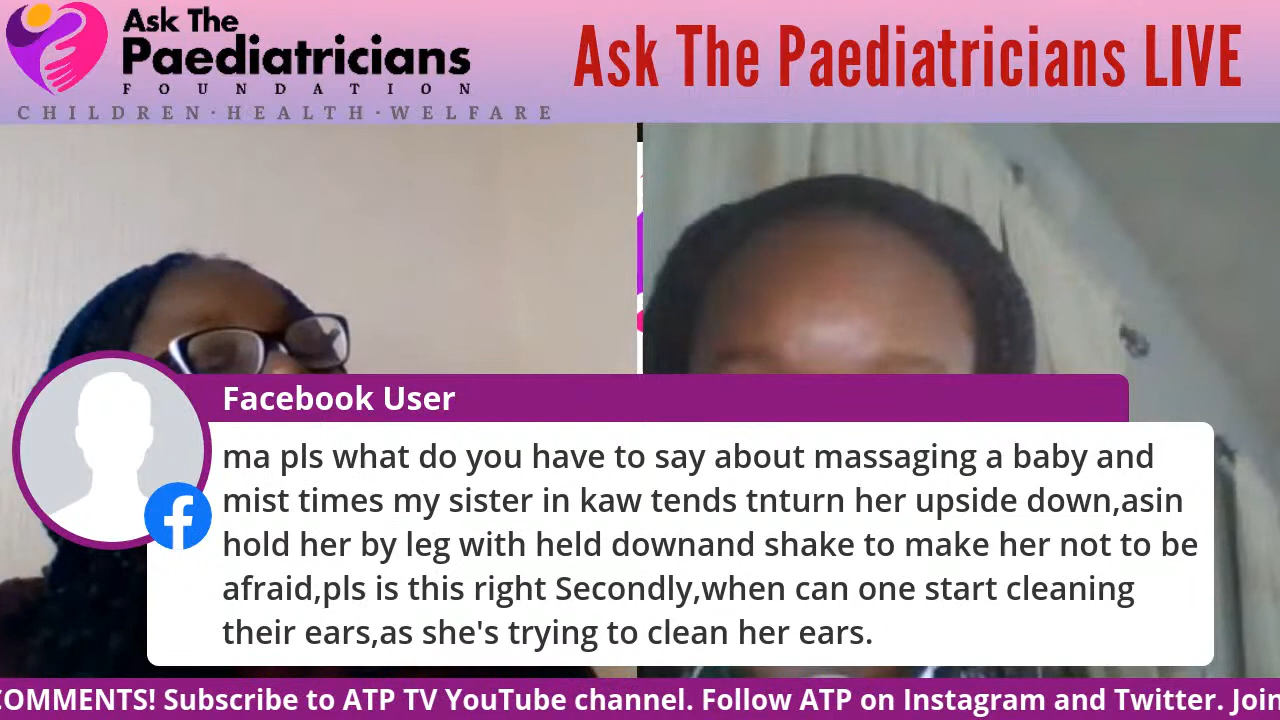 Ask The
Paediatricians
FOUNDATION
CHILDREN·HEALTH·WELFARE
Ask The Paediatricians LIVE
Facebook User
ma pls what do you have to say about massaging a baby and
mist times my sister in kaw tends tnturn her upside down,asin
hold her by leg with held downand shake to make her not to be
afraid,pls is this right Secondly,when can one start cleaning
their ears,as she's trying to clean her ears.
COMMENTS! Subscribe to ATP TV YouTube channel. Follow ATP on Instagram and Twitter. Join